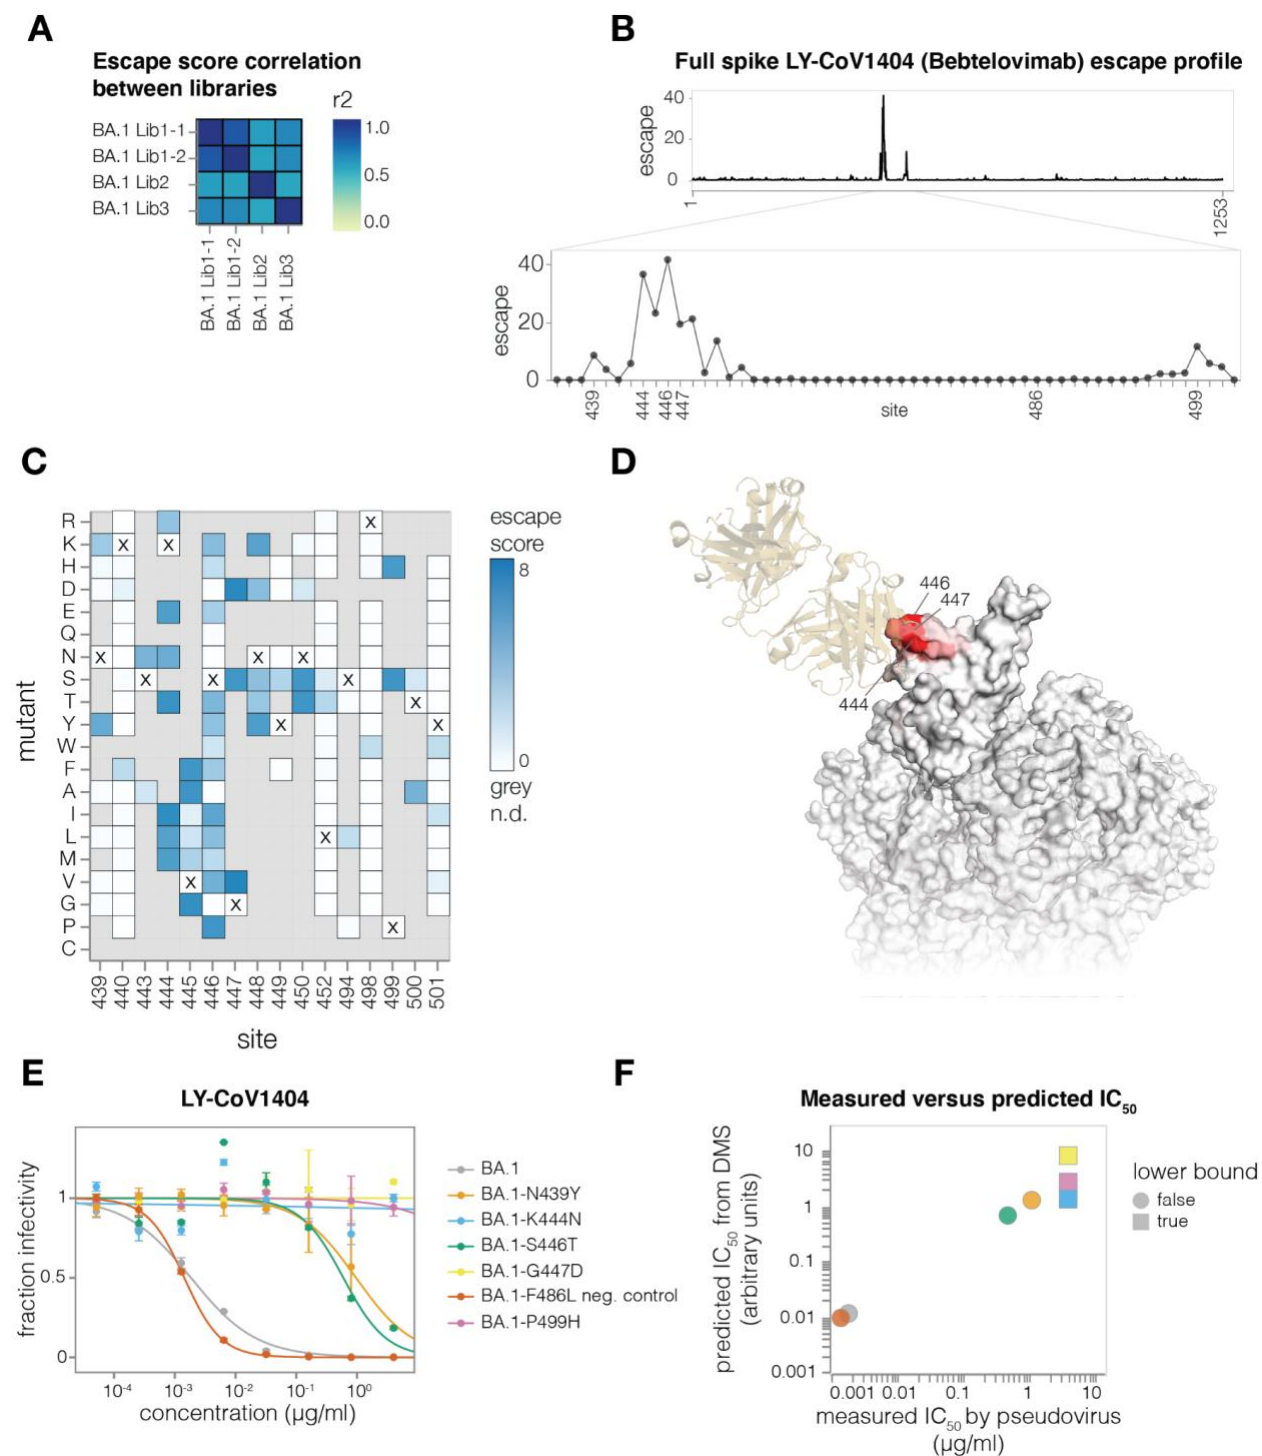 A
Escape score correlation
between libraries
r2
BA.1 Lib1-1
BA.1 Lib1-2
BA.1 Lib2
BA.1 Lib3
1.0
0.5
0.0
BA.1 Lib1-1
BA.1 Lib1-2
BA.1 Lib2
BA.1 Lib3
B
Full spike LY-CoV1404 (Bebtelovimab) escape profile
escape
40
20
0
1
1253
escape
40
20
0
439
444
446
447
site
486
499
C
mutant
R
K
H
D
E
Q
N
S
T
Y
W
F
A
I
L
M
V
G
P
C
X
X X
X X X
X X X
X
X X
X
X
X
X
439 440 443 444 445 446 447 448 449 450 452 494 498 499 500 501
site
escape
score
8
0
grey
n.d.
D
446
447
444
E
LY-CoV1404
fraction infectivity
1
0.5
0
10-4 10-3 10-2 10-1 100
concentration (µg/ml)
BA.1
BA.1-N439Y
BA.1-K444N
BA.1-S446T
BA.1-G447D
BA.1-F486L neg. control
BA.1-P499H
F
Measured versus predicted IC50
predicted IC50 from DMS
(arbitrary units)
10
1
0.1
0.01
0.001
0.001 0.01 0.1 1 10
measured IC50 by pseudovirus
(µg/ml)
lower bound
false
true